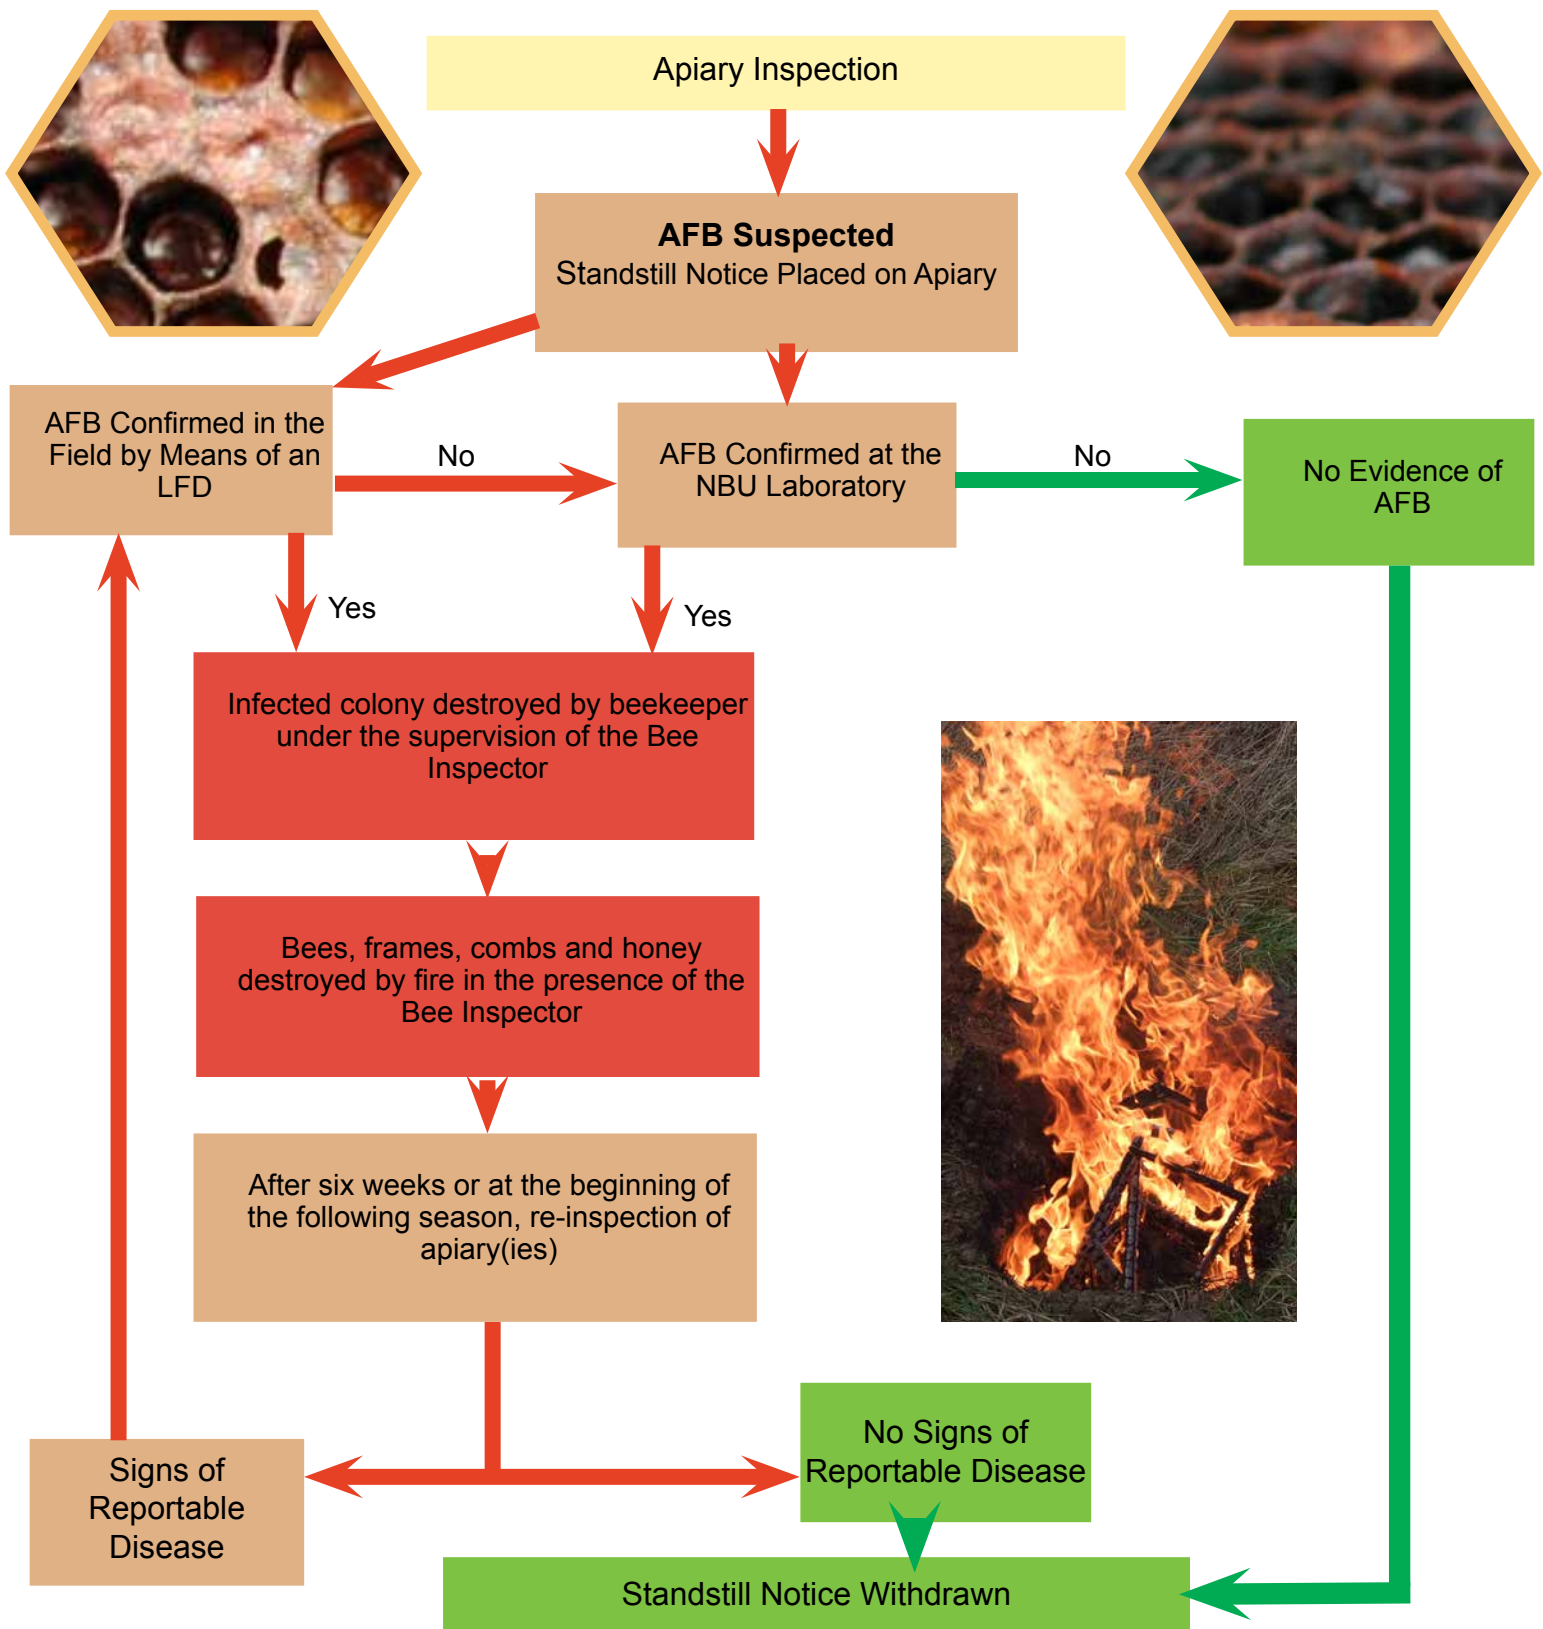 Apiary Inspection
AFB Suspected
Standstill Notice Placed on Apiary
AFB Confirmed in the
Field by Means of an
LFD
No
AFB Confirmed at the
NBU Laboratory
No
No Evidence of
AFB
Yes
Yes
Infected colony destroyed by beekeeper
under the supervision of the Bee
Inspector
Bees, frames, combs and honey
destroyed by fire in the presence of the
Bee Inspector
After six weeks or at the beginning of
the following season, re-inspection of
apiary(ies)
Signs of
Reportable
Disease
No Signs of
Reportable Disease
Standstill Notice Withdrawn